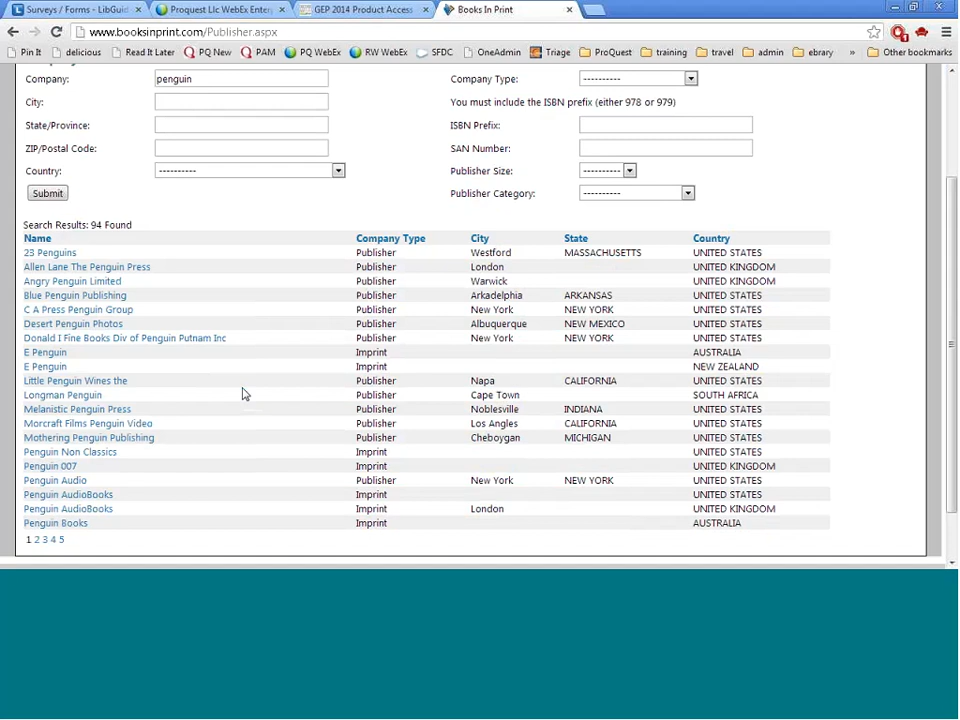 Surveys / Forms - LibGuid × Proquest Llc WebEx Enterp × GEP 2014 Product Access × Books In Print ×
www.booksinprint.com/Publisher.aspx
Pin It delicious Read It Later PQ New PAM PQ WebEx RW WebEx SFDC OneAdmin Triage ProQuest training travel admin ebrary » Other bookmarks
Company: penguin Company Type: ----------
City: You must include the ISBN prefix (either 978 or 979)
State/Province: ISBN Prefix:
ZIP/Postal Code: SAN Number:
Country: ---------- Publisher Size: ----------
Submit Publisher Category: ----------
Search Results: 94 Found
Name Company Type City State Country
23 Penguins Publisher Westford MASSACHUSETTS UNITED STATES
Allen Lane The Penguin Press Publisher London UNITED KINGDOM
Angry Penguin Limited Publisher Warwick UNITED KINGDOM
Blue Penguin Publishing Publisher Arkadelphia ARKANSAS UNITED STATES
C A Press Penguin Group Publisher New York NEW YORK UNITED STATES
Desert Penguin Photos Publisher Albuquerque NEW MEXICO UNITED STATES
Donald I Fine Books Div of Penguin Putnam Inc Publisher New York NEW YORK UNITED STATES
E Penguin Imprint AUSTRALIA
E Penguin Imprint NEW ZEALAND
Little Penguin Wines the Publisher Napa CALIFORNIA UNITED STATES
Longman Penguin Publisher Cape Town SOUTH AFRICA
Melanistic Penguin Press Publisher Noblesville INDIANA UNITED STATES
Morcraft Films Penguin Video Publisher Los Angles CALIFORNIA UNITED STATES
Mothering Penguin Publishing Publisher Cheboygan MICHIGAN UNITED STATES
Penguin Non Classics Imprint UNITED STATES
Penguin 007 Imprint UNITED KINGDOM
Penguin Audio Publisher New York NEW YORK UNITED STATES
Penguin AudioBooks Imprint UNITED STATES
Penguin AudioBooks Imprint London UNITED KINGDOM
Penguin Books Imprint AUSTRALIA
1 2 3 4 5